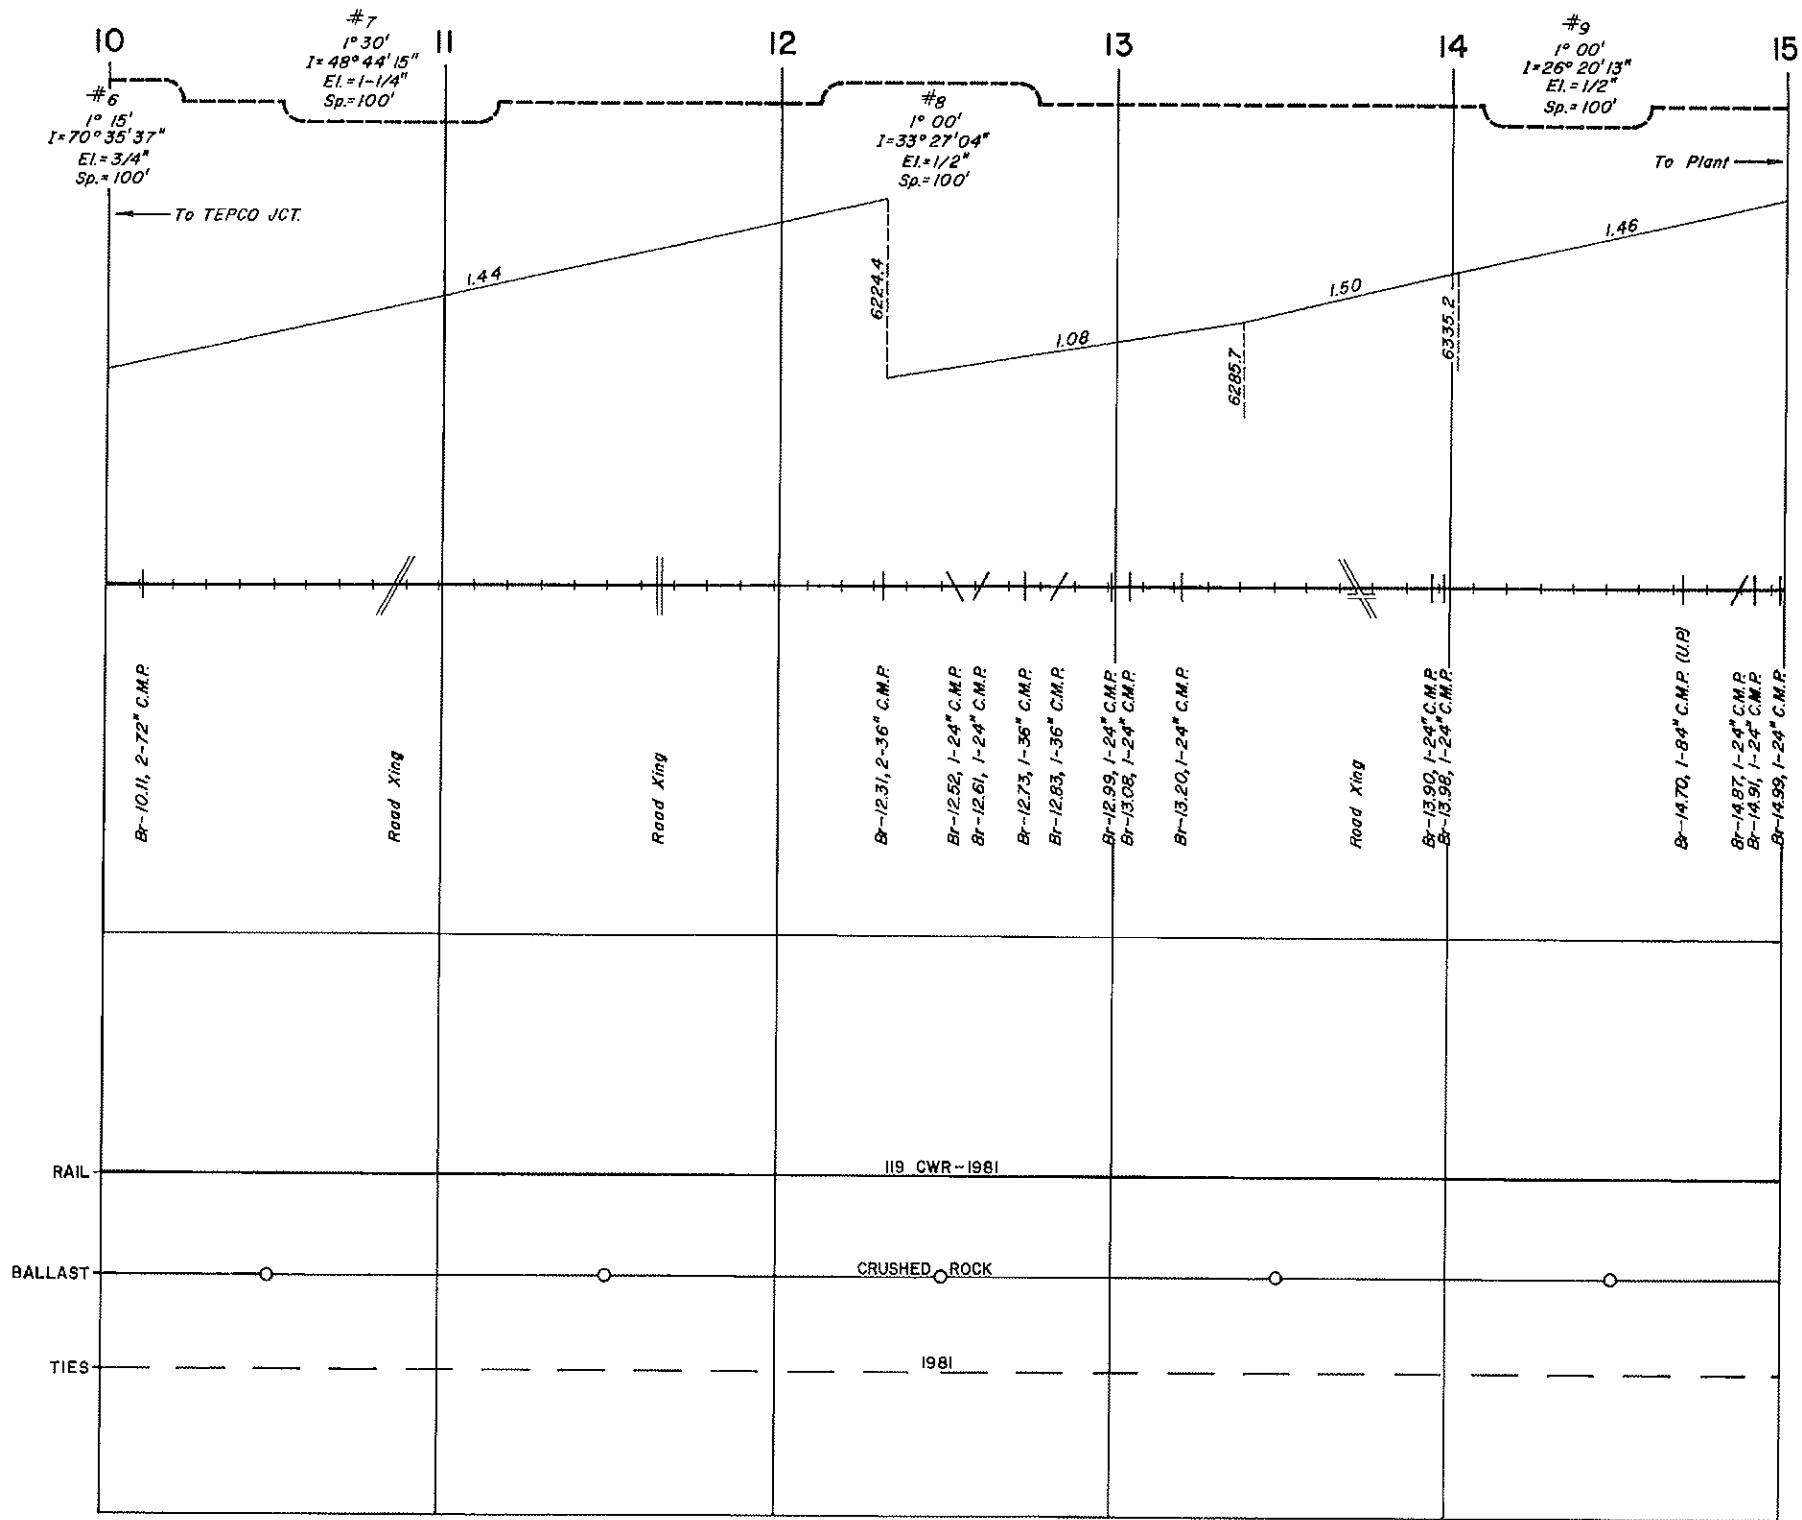 10
11
12
13
14
15
#6
1° 15'
I=70° 35' 37"
El.=3/4"
Sp.=100'
#7
1° 30'
I=48° 44' 15"
El.=1-1/4"
Sp.=100'
#8
1° 00'
I=33° 27' 04"
El.=1/2"
Sp.=100'
#9
1° 00'
I=26° 20' 13"
El.=1/2"
Sp.=100'
To TEPCO JCT.
To Plant
1.44
6224.4
1.08
6285.7
1.50
6335.2
1.46
Br-10.11, 2-72" C.M.P.
Road Xing
Road Xing
Br-12.31, 2-36" C.M.P.
Br-12.52, 1-24" C.M.P.
Br-12.61, 1-24" C.M.P.
Br-12.73, 1-36" C.M.P.
Br-12.83, 1-36" C.M.P.
Br-12.99, 1-24" C.M.P.
Br-13.08, 1-24" C.M.P.
Br-13.20, 1-24" C.M.P.
Road Xing
Br-13.90, 1-24" C.M.P.
Br-13.98, 1-24" C.M.P.
Br-14.70, 1-84" C.M.P. (U.P.)
Br-14.87, 1-24" C.M.P.
Br-14.91, 1-24" C.M.P.
Br-14.99, 1-24" C.M.P.
RAIL
119 CWR-1981
BALLAST
CRUSHED ROCK
TIES
1981